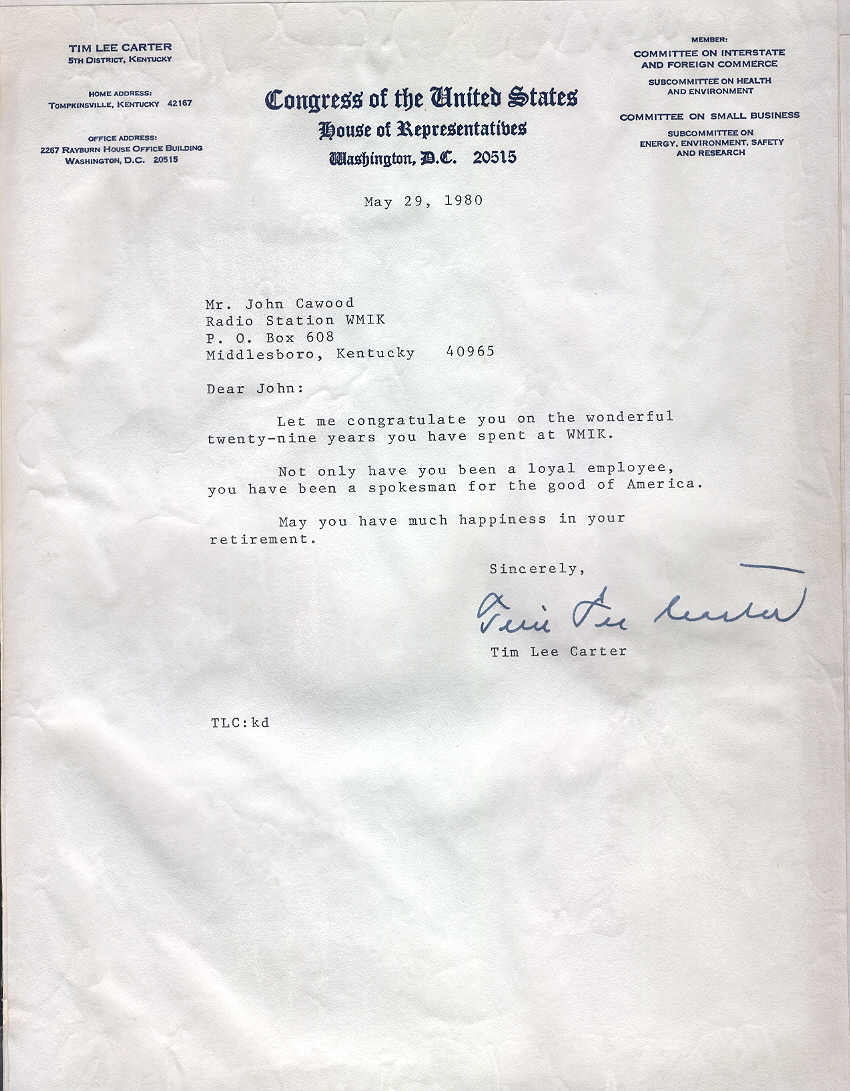 TIM LEE CARTER
5TH DISTRICT, KENTUCKY
HOME ADDRESS:
TOMPKINSVILLE, KENTUCKY 42167
OFFICE ADDRESS:
2267 RAYBURN HOUSE OFFICE BUILDING
WASHINGTON, D.C. 20515
Congress of the United States
House of Representatives
Washington, D.C. 20515
MEMBER:
COMMITTEE ON INTERSTATE
AND FOREIGN COMMERCE
SUBCOMMITTEE ON HEALTH
AND ENVIRONMENT
COMMITTEE ON SMALL BUSINESS
SUBCOMMITTEE ON
ENERGY, ENVIRONMENT, SAFETY
AND RESEARCH
May 29, 1980
Mr. John Cawood
Radio Station WMIK
P. O. Box 608
Middlesboro, Kentucky 40965
Dear John:
Let me congratulate you on the wonderful
twenty-nine years you have spent at WMIK.
Not only have you been a loyal employee,
you have been a spokesman for the good of America.
May you have much happiness in your
retirement.
Sincerely,
Tim Lee Carter
Tim Lee Carter
TLC:kd